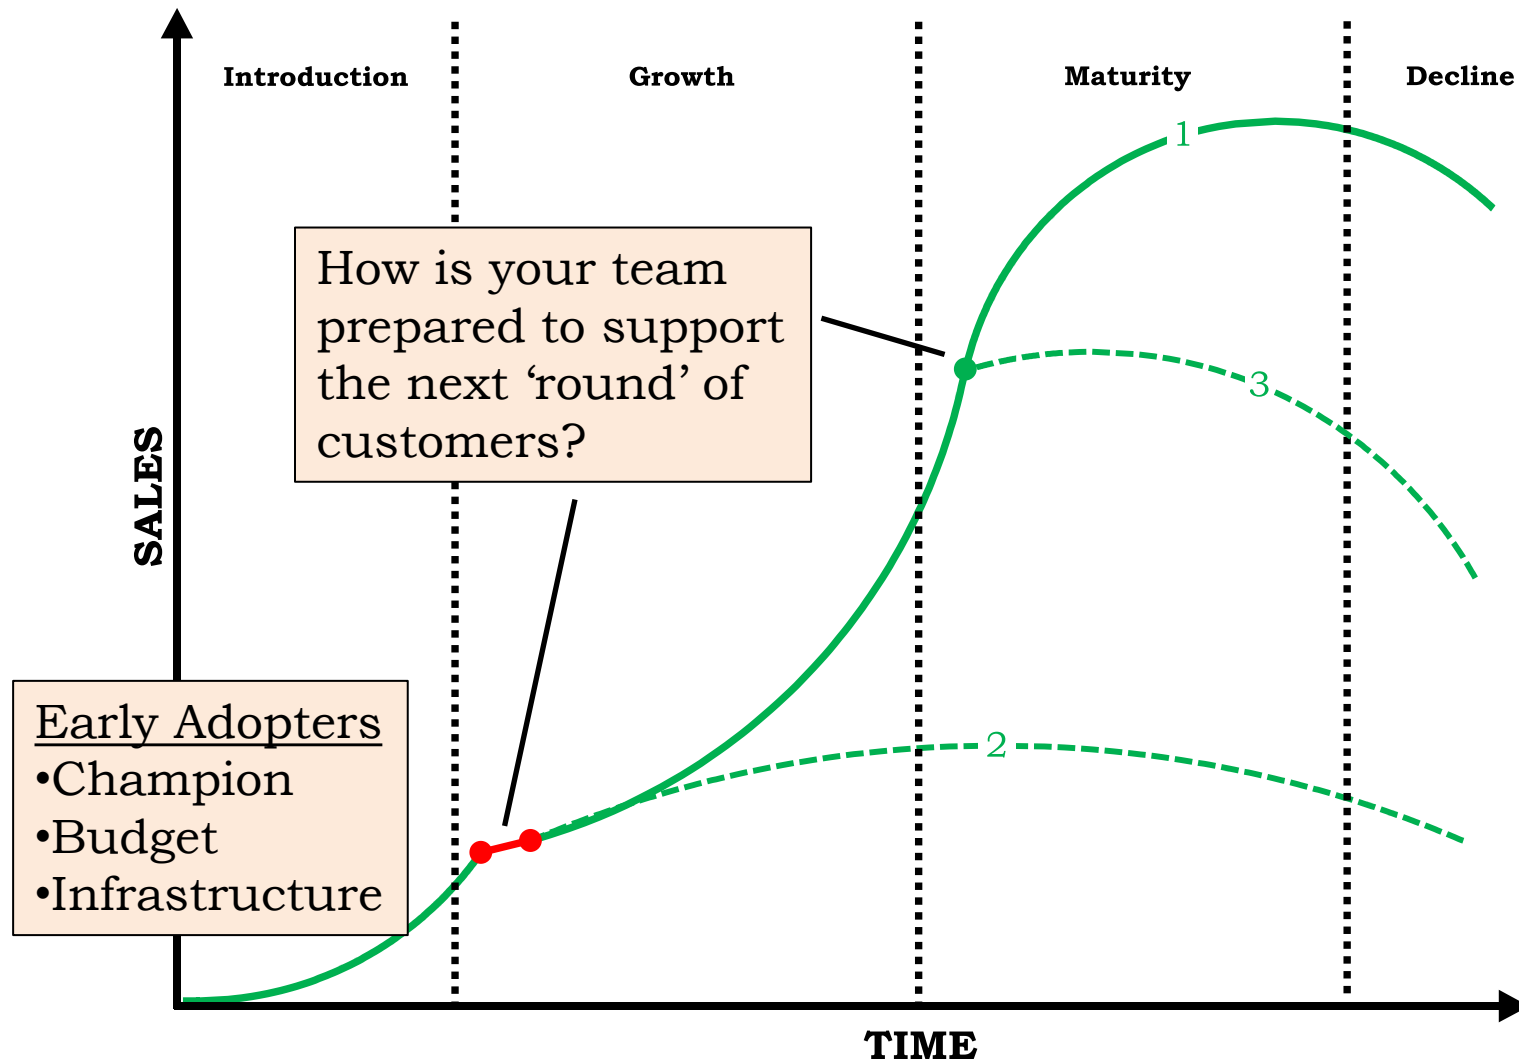 Introduction
Growth
Maturity
Decline
1
How is your team
prepared to support
the next ‘round’ of
customers?
3
SALES
Early Adopters
•Champion
•Budget
•Infrastructure
2
TIME